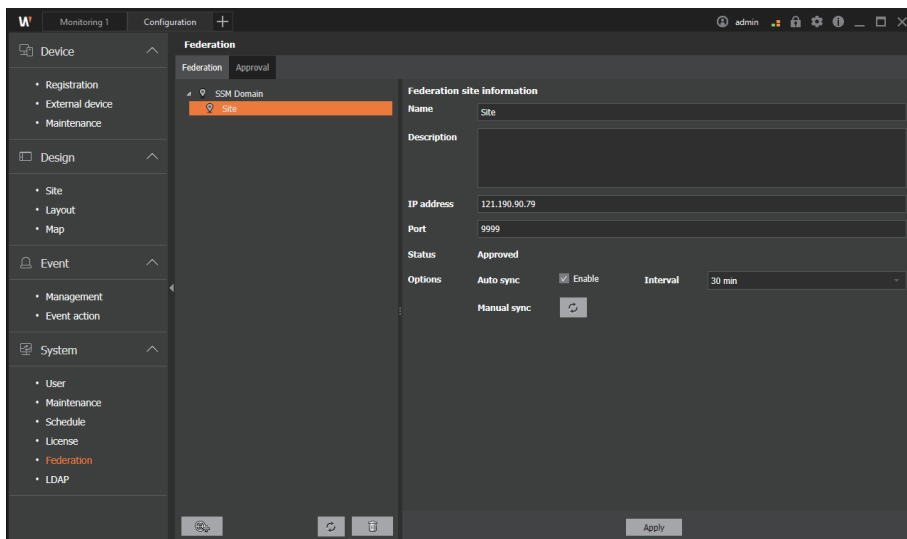 W Monitoring 1 Configuration admin
Device
Registration
External device
Maintenance
Design
Site
Layout
Map
Event
Management
Event action
System
User
Maintenance
Schedule
License
Federation
LDAP
Federation
Federation Approval
SSM Domain
Site
Federation site information
Name Site
Description
IP address 121.190.90.79
Port 9999
Status Approved
Options Auto sync Enable Interval 30 min
Manual sync
Apply